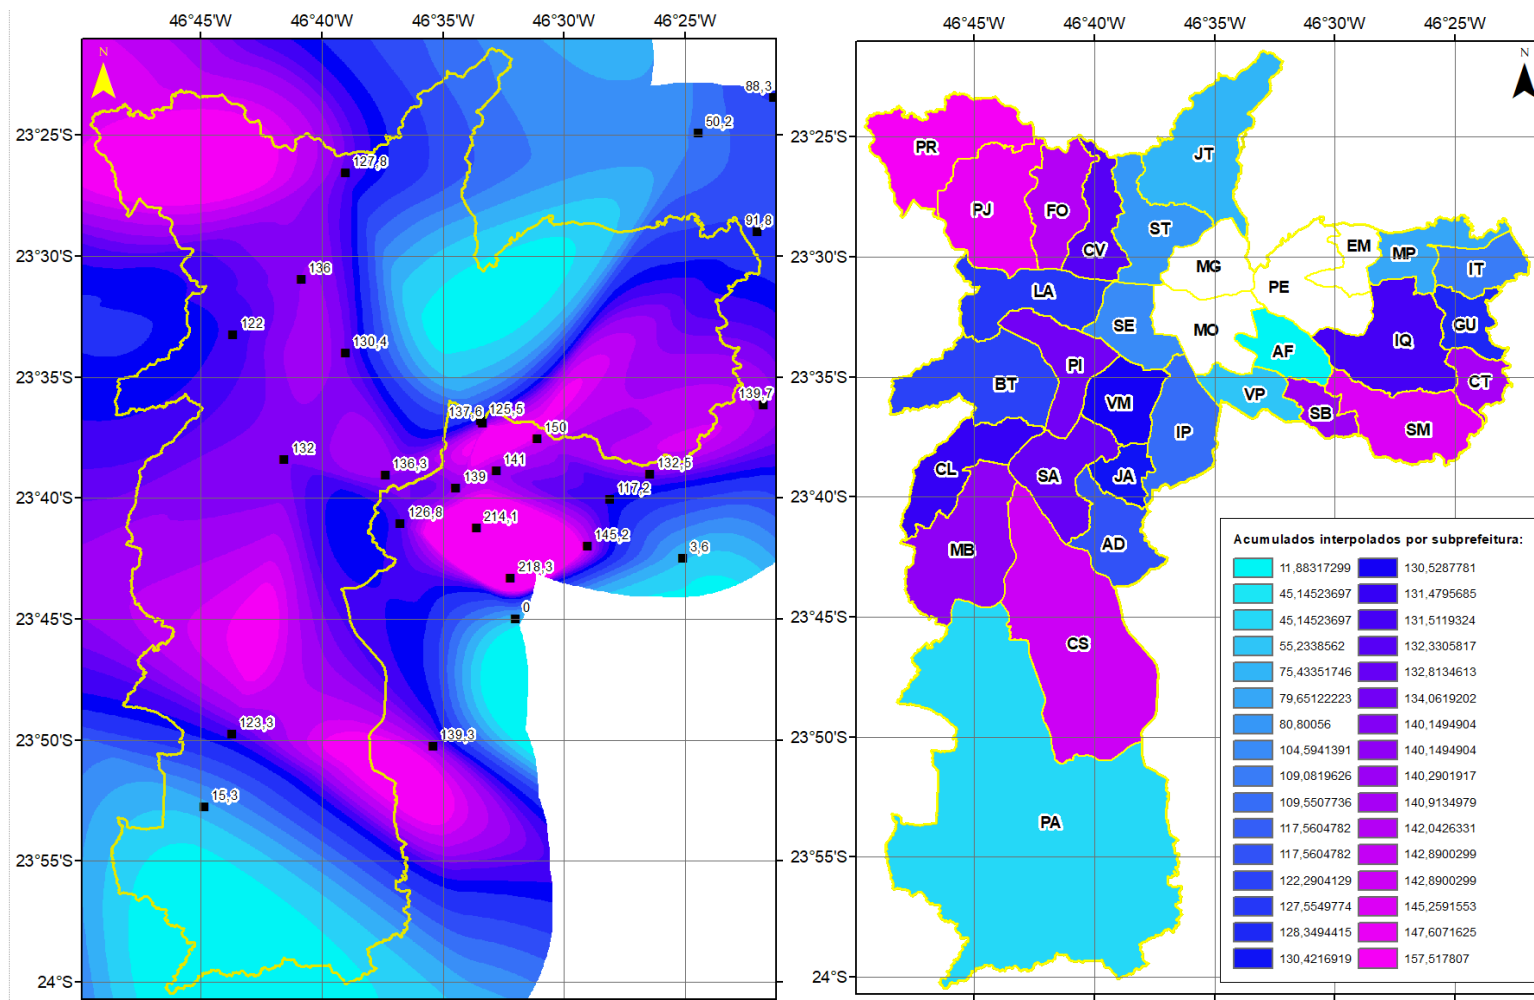 46°45'W 46°40'W 46°35'W 46°30'W 46°25'W
46°45'W 46°40'W 46°35'W 46°30'W 46°25'W
N
N
88,3
50,2
23°25'S
23°25'S
127,8
PR
JT
PJ
FO
91,8
ST
CV
EM
MP
IT
23°30'S
23°30'S
136
MG
LA
PE
122
SE
MO
GU
130,4
IQ
AF
PI
23°35'S
23°35'S
BT
VP
CT
139,7
VM
SB
137,6
125,5
150
IP
SM
132
136,3
141
139
132,5
CL
SA
JA
117,2
23°40'S
23°40'S
126,8
214,1
145,2
3,6
AD
MB
218,3
0
23°45'S
23°45'S
CS
123,3
139,3
23°50'S
23°50'S
15,3
PA
23°55'S
23°55'S
24°S
24°S
Acumulados interpolados por subprefeitura:
11,88317299 130,5287781
45,14523697 131,4795685
45,14523697 131,5119324
55,2338562 132,3305817
75,43351746 132,8134613
79,65122223 134,0619202
80,80056 140,1494904
104,5941391 140,1494904
109,0819626 140,2901917
109,5507736 140,9134979
117,5604782 142,0426331
117,5604782 142,8900299
122,2904129 142,8900299
127,5549774 145,2591553
128,3494415 147,6071625
130,4216919 157,517807